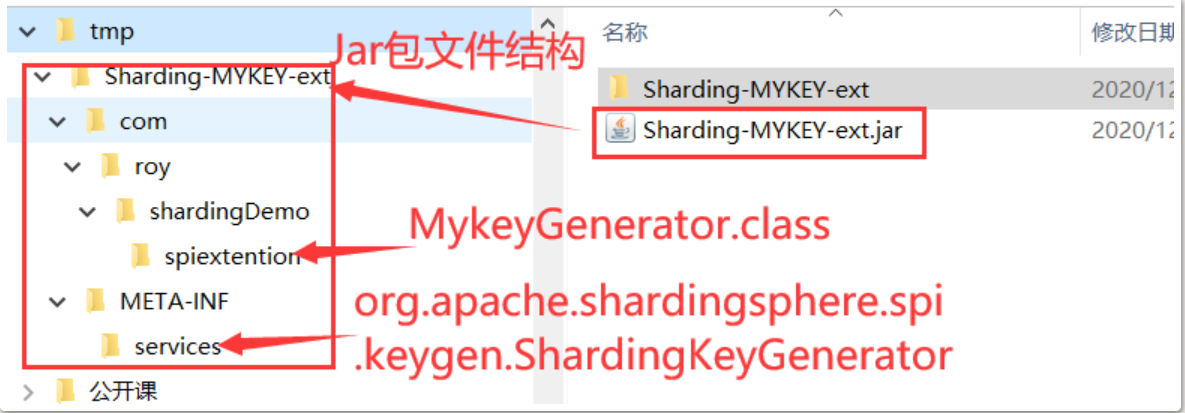 tmp
Sharding-MYKEY-ext
com
roy
shardingDemo
spiextention
META-INF
services
公开课
Jar包文件结构
MykeyGenerator.class
org.apache.shardingsphere.spi
.keygen.ShardingKeyGenerator
名称 修改日期
Sharding-MYKEY-ext 2020/12
Sharding-MYKEY-ext.jar 2020/12